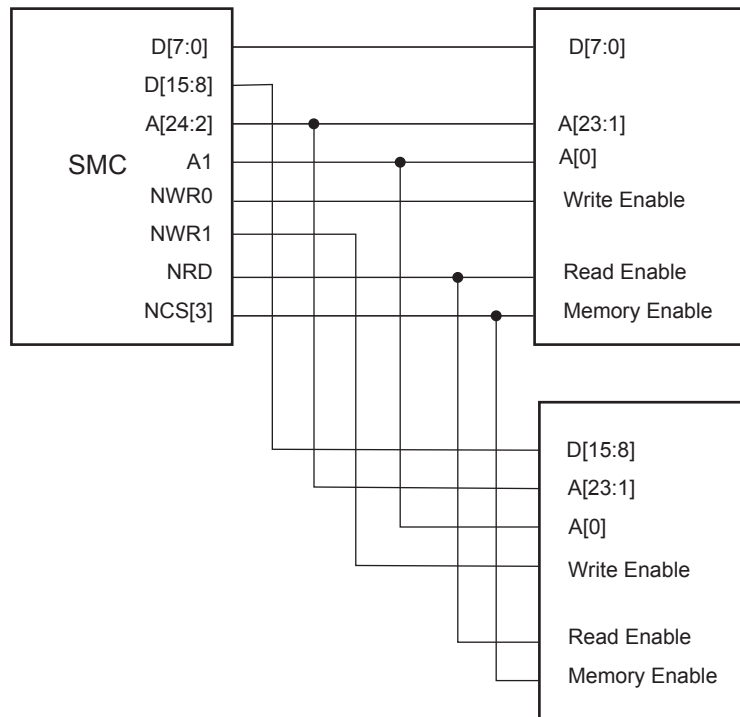 D[7:0]
D[15:8]
A[24:2]
SMC
A1
NWR0
NWR1
NRD
NCS[3]
D[7:0]
A[23:1]
A[0]
Write Enable
Read Enable
Memory Enable
D[15:8]
A[23:1]
A[0]
Write Enable
Read Enable
Memory Enable